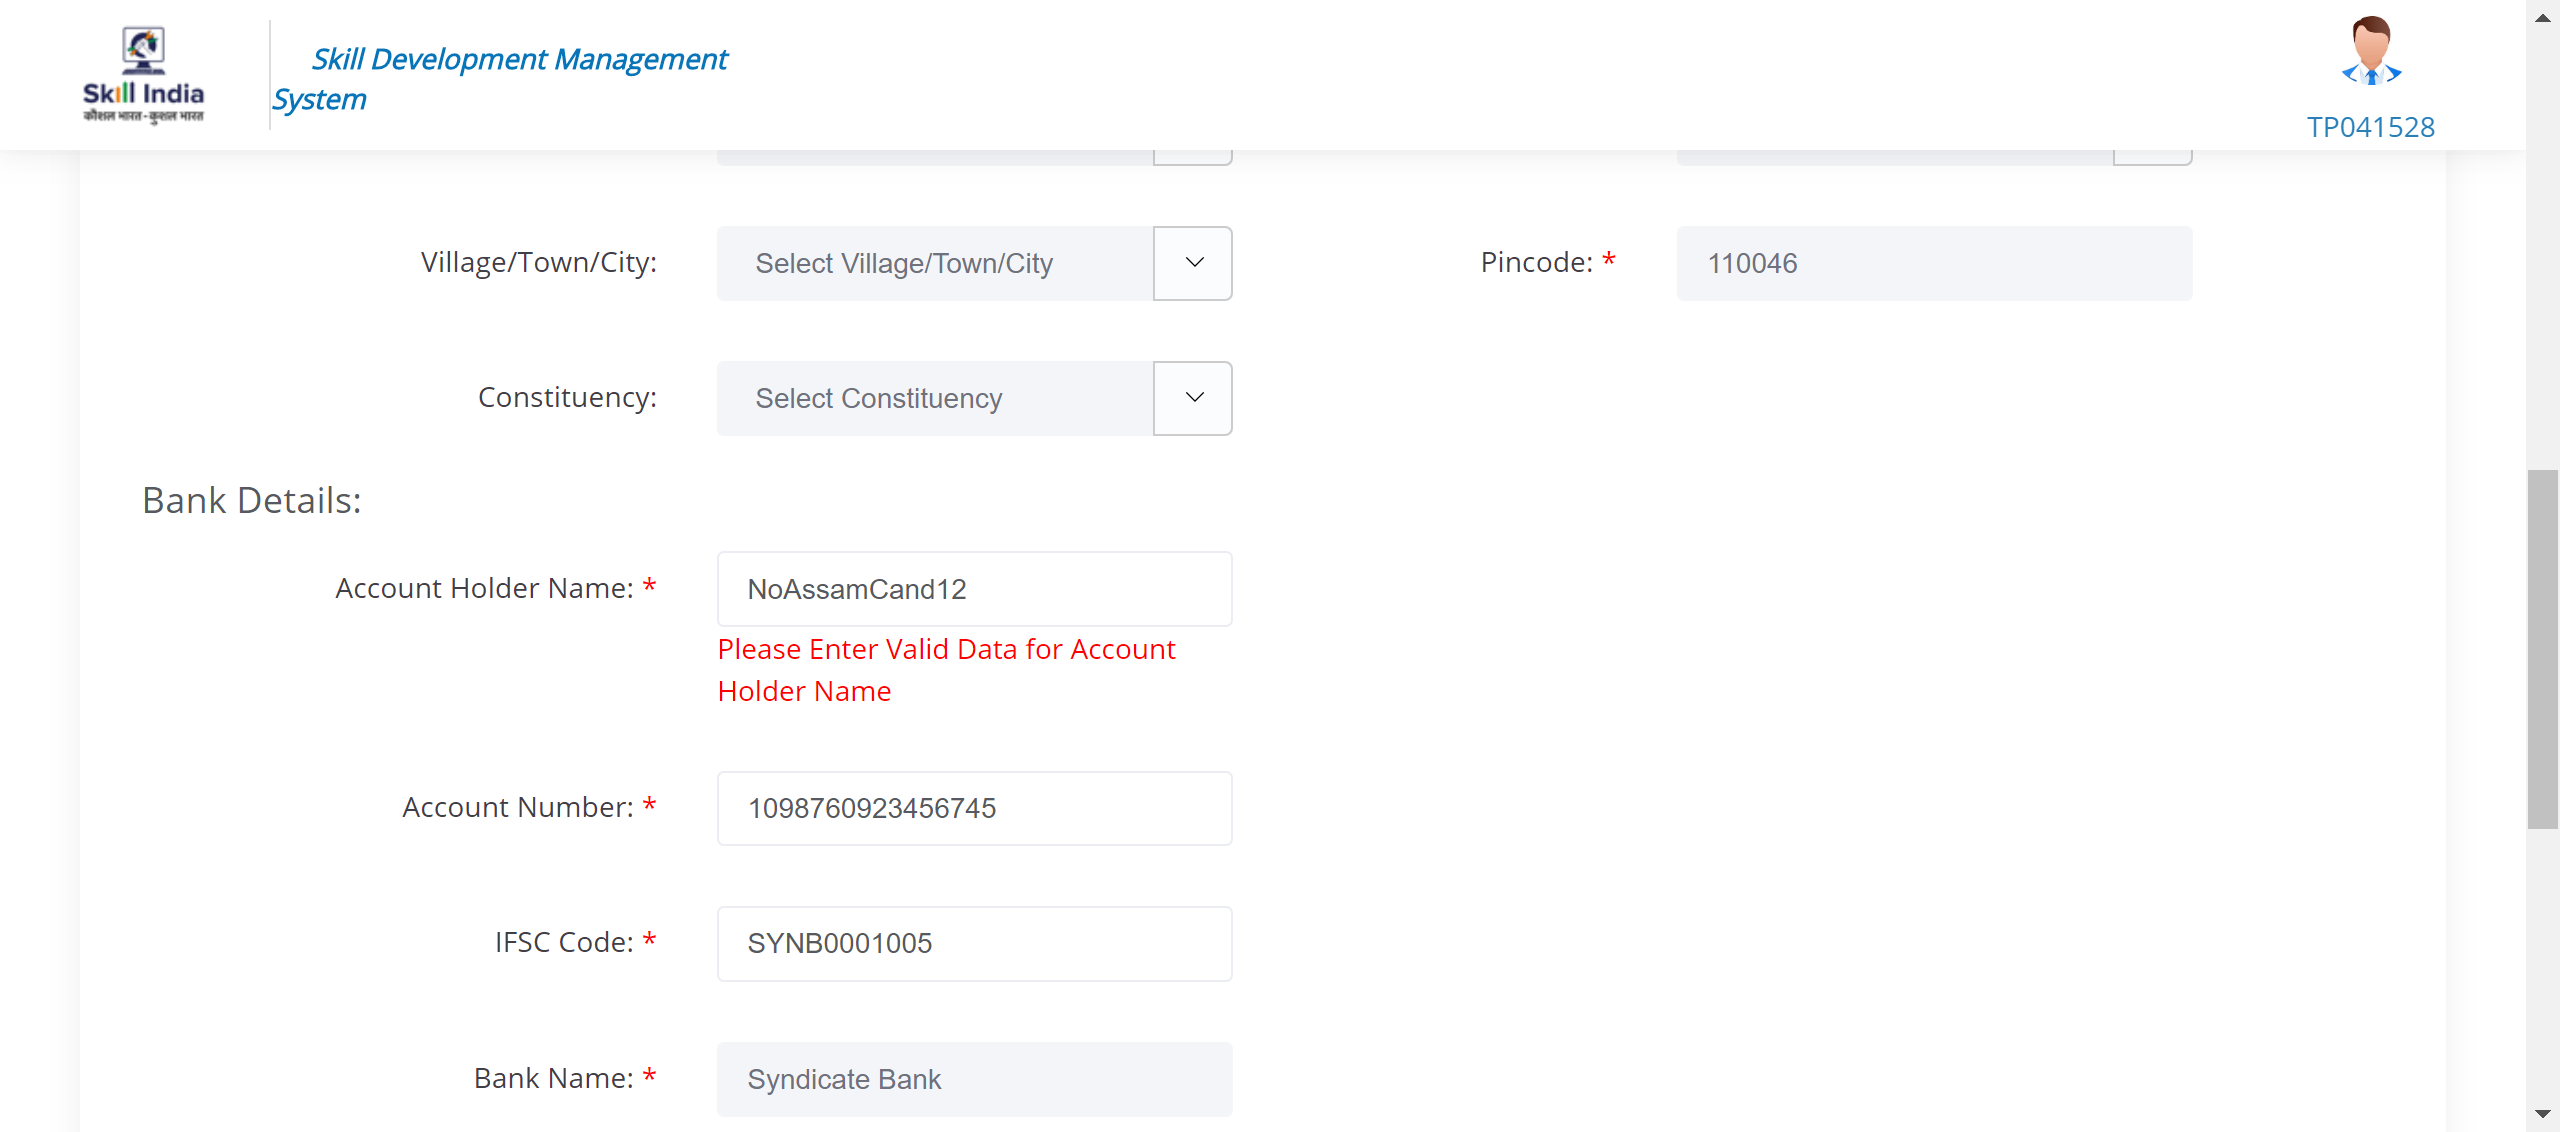 Skill India
कौशल भारत - कुशल भारत
Skill Development Management
System
TP041528
Village/Town/City:
Select Village/Town/City
Pincode: *
110046
Constituency:
Select Constituency
Bank Details:
Account Holder Name: *
NoAssamCand12
Please Enter Valid Data for Account
Holder Name
Account Number: *
1098760923456745
IFSC Code: *
SYNB0001005
Bank Name: *
Syndicate Bank